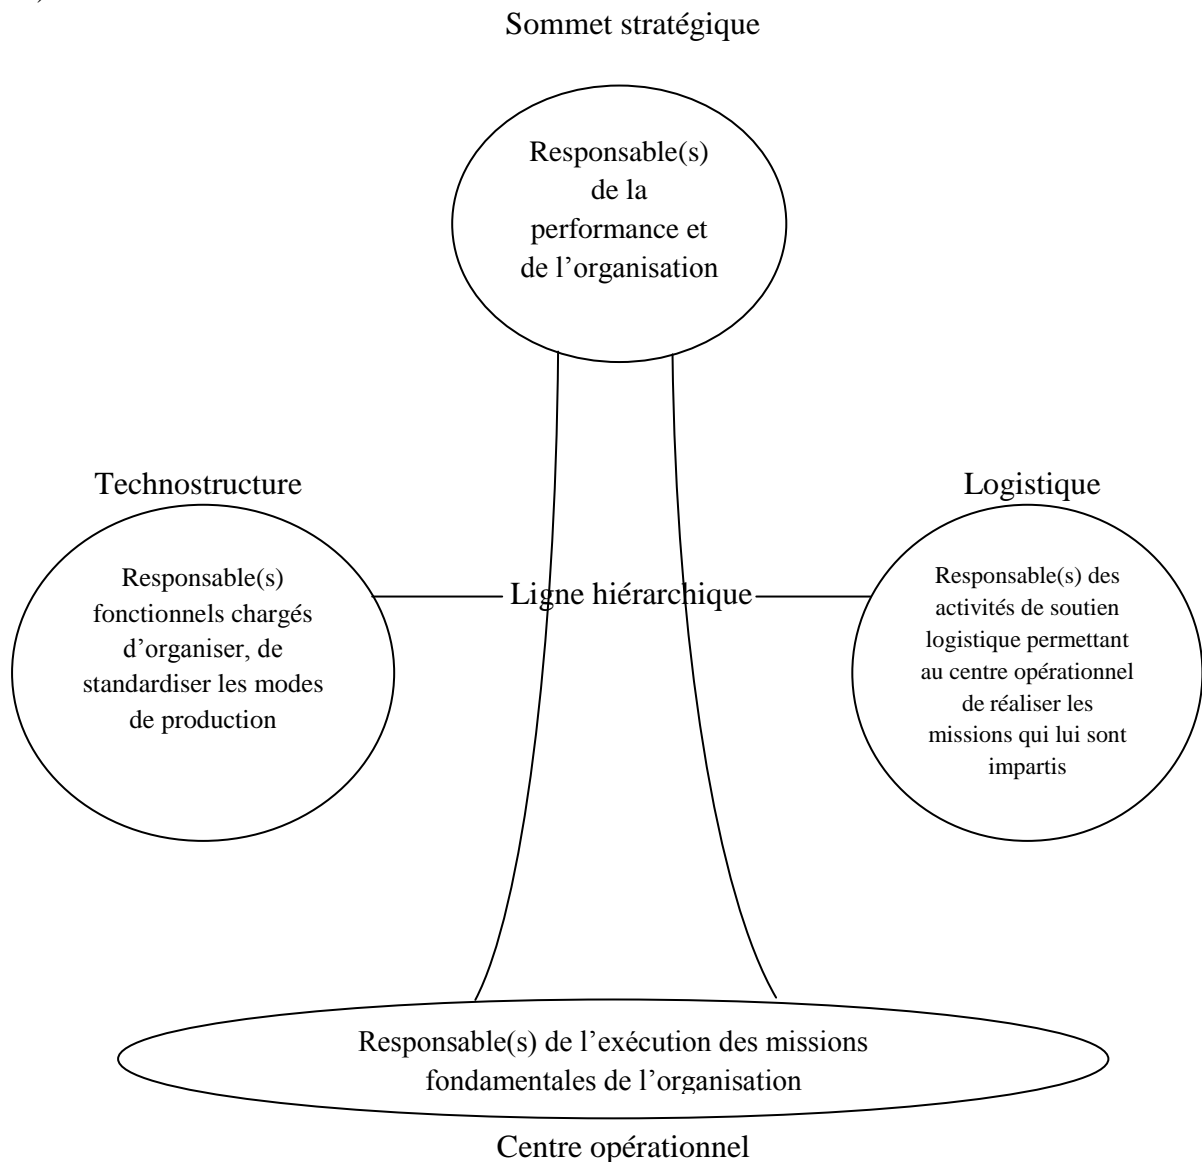 Sommet stratégique
Responsable(s)
de la
performance et
de l’organisation
Technostructure
Responsable(s)
fonctionnels chargés
d’organiser, de
standardiser les modes
de production
Ligne hiérarchique
Logistique
Responsable(s) des
activités de soutien
logistique permettant
au centre opérationnel
de réaliser les
missions qui lui sont
impartis
Responsable(s) de l’exécution des missions
fondamentales de l’organisation
Centre opérationnel